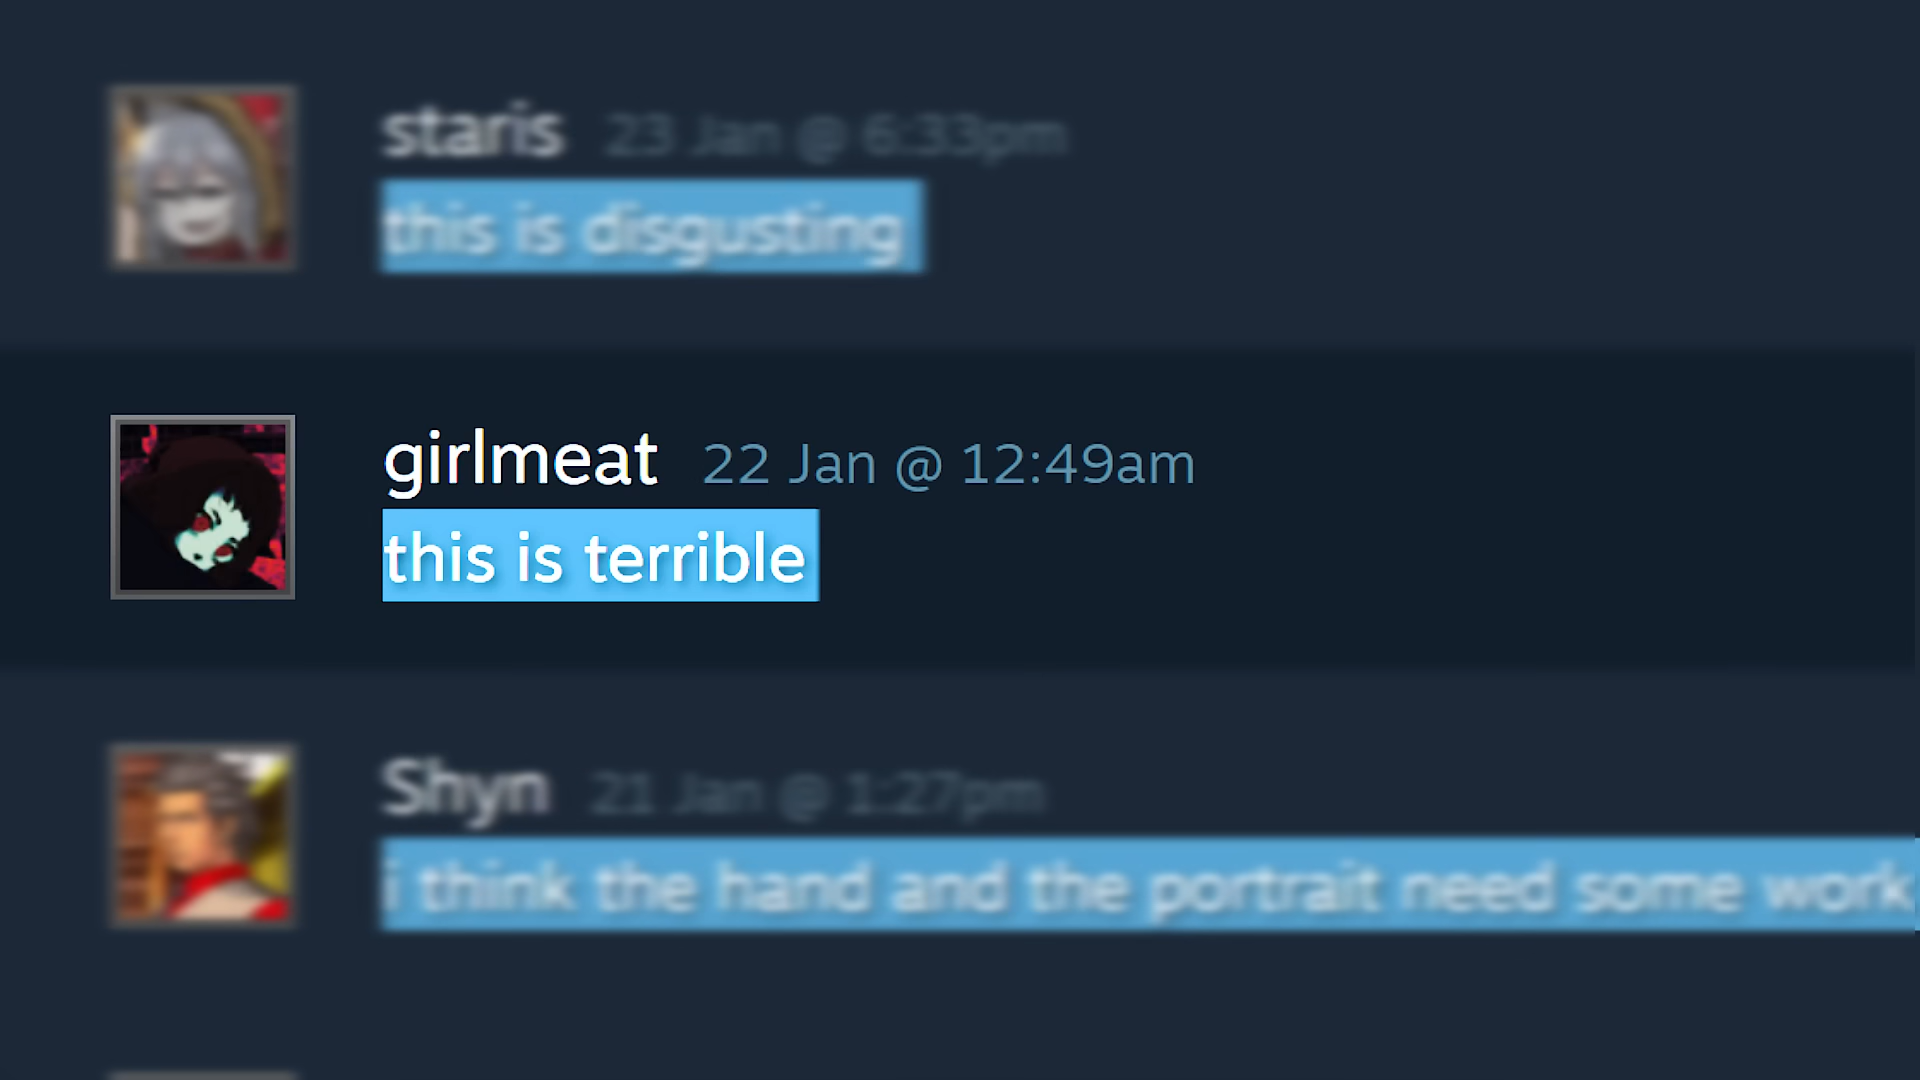 staris 23 Jan @ 6:33pm
this is disgusting
girlmeat 22 Jan @ 12:49am
this is terrible
Shyn 21 Jan @ 1:27pm
i think the hand and the portrait need some work